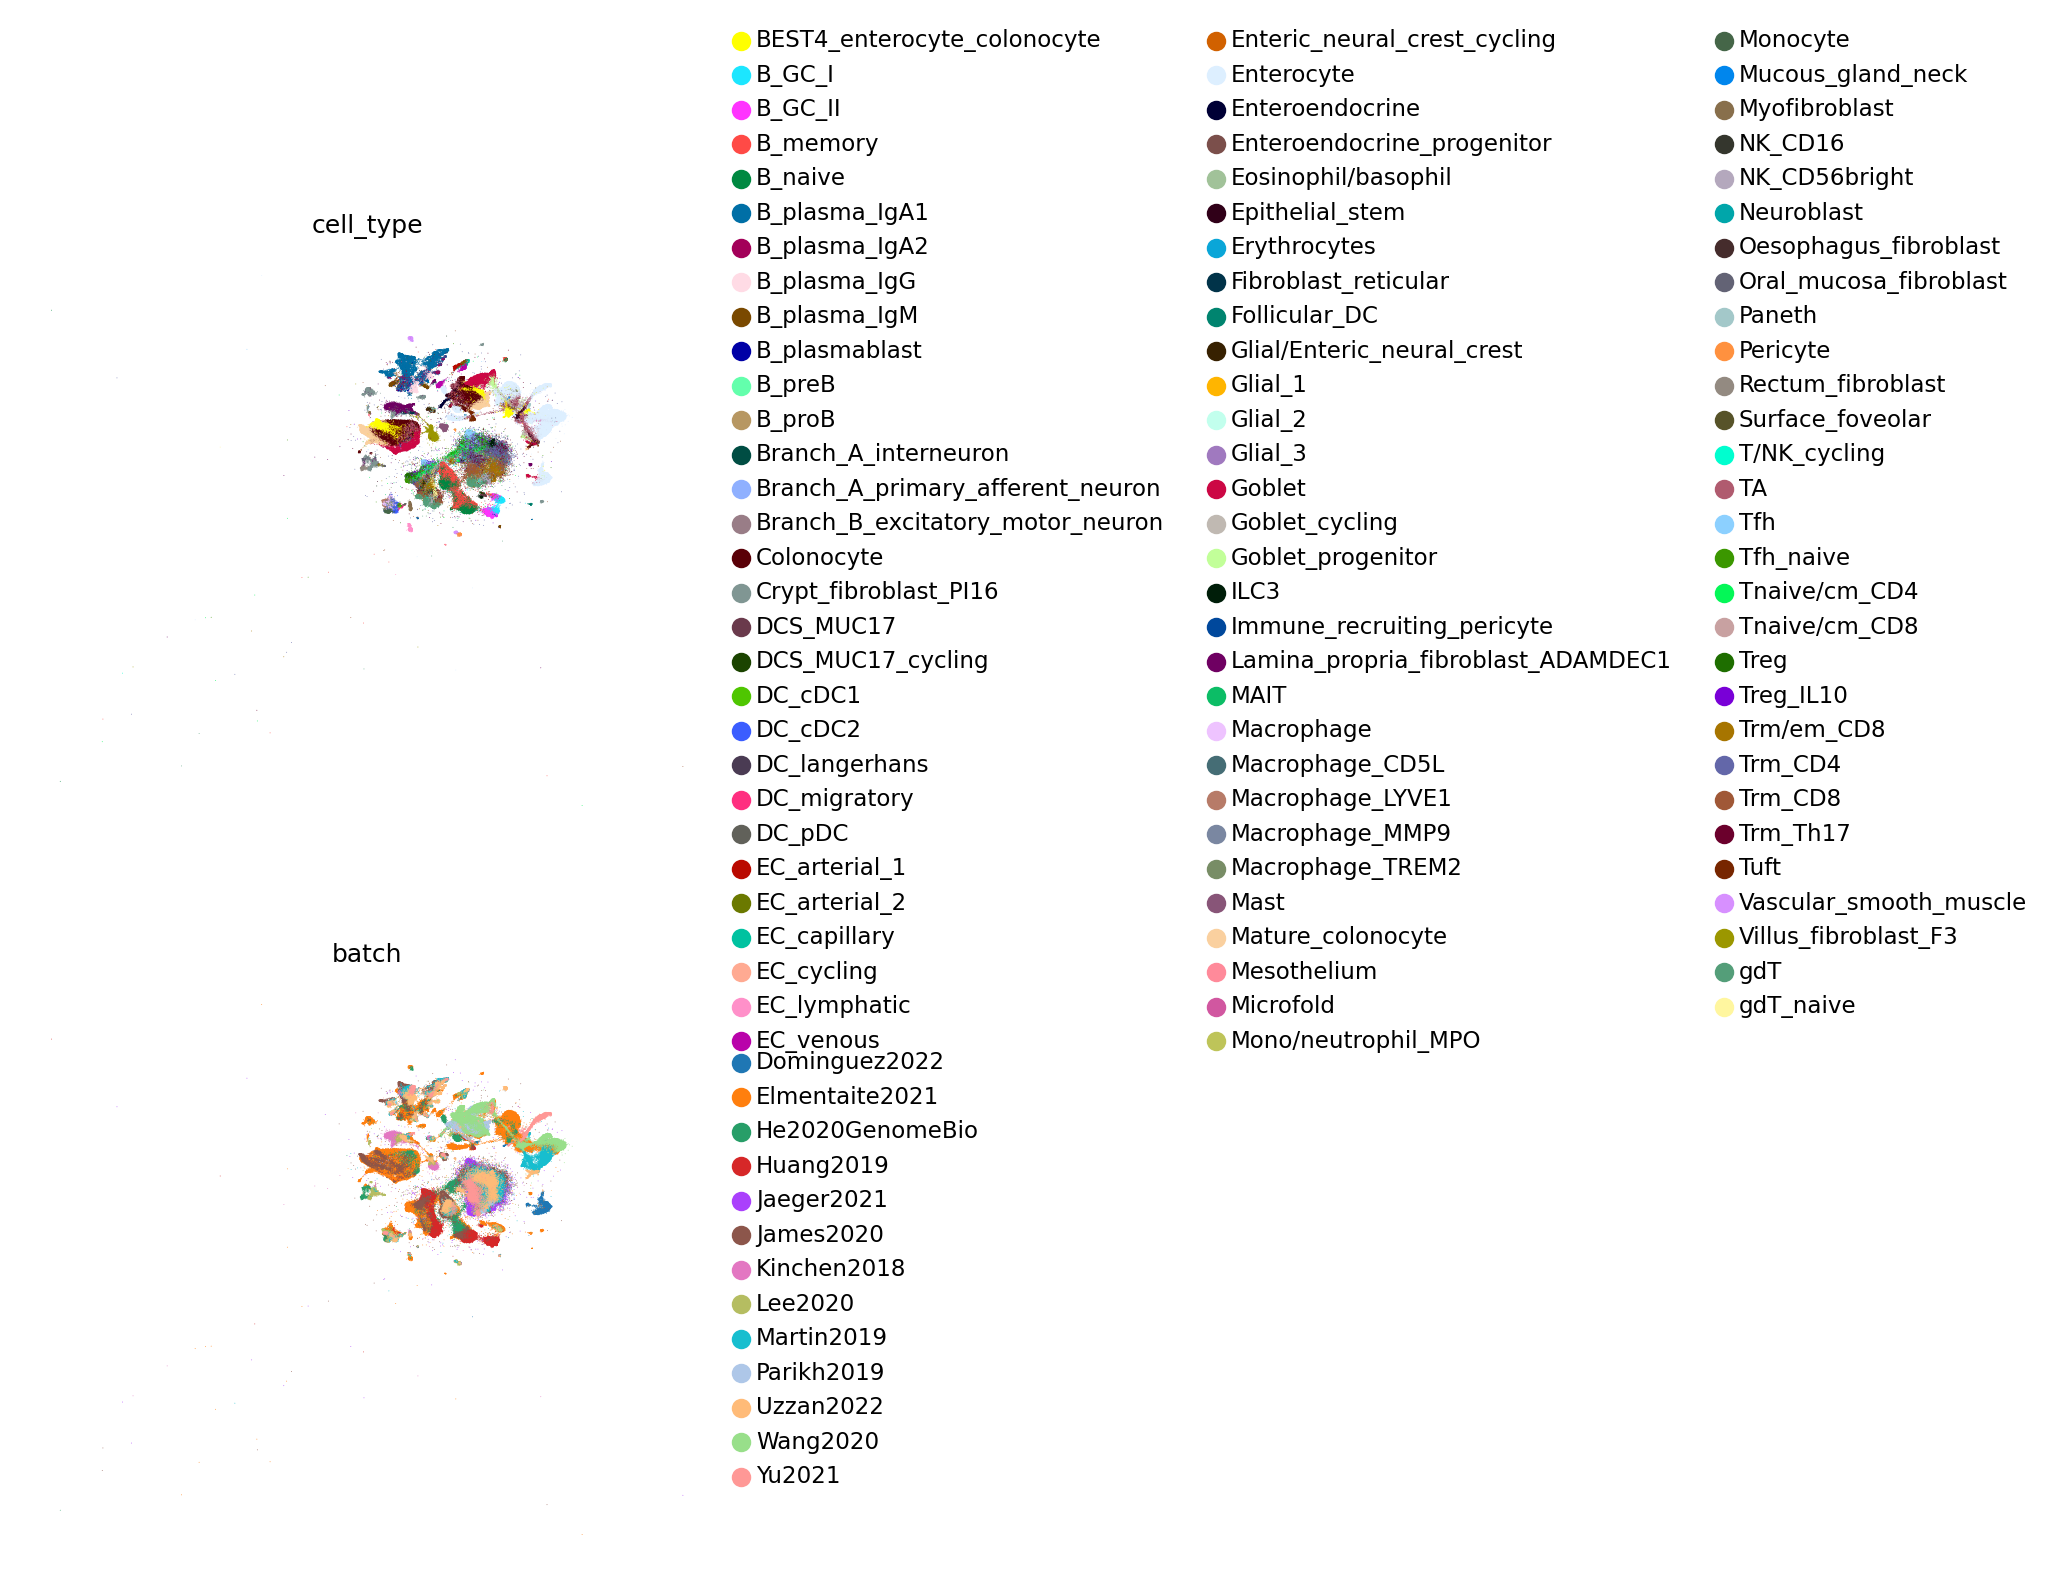 cell_type
BEST4_enterocyte_colonocyte
B_GC_I
B_GC_II
B_memory
B_naive
B_plasma_IgA1
B_plasma_IgA2
B_plasma_IgG
B_plasma_IgM
B_plasmablast
B_preB
B_proB
Branch_A_interneuron
Branch_A_primary_afferent_neuron
Branch_B_excitatory_motor_neuron
Colonocyte
Crypt_fibroblast_PI16
DCS_MUC17
DCS_MUC17_cycling
DC_cDC1
DC_cDC2
DC_langerhans
DC_migratory
DC_pDC
EC_arterial_1
EC_arterial_2
EC_capillary
EC_cycling
EC_lymphatic
EC_venous
Enteric_neural_crest_cycling
Enterocyte
Enteroendocrine
Enteroendocrine_progenitor
Eosinophil/basophil
Epithelial_stem
Erythrocytes
Fibroblast_reticular
Follicular_DC
Glial/Enteric_neural_crest
Glial_1
Glial_2
Glial_3
Goblet
Goblet_cycling
Goblet_progenitor
ILC3
Immune_recruiting_pericyte
Lamina_propria_fibroblast_ADAMDEC1
MAIT
Macrophage
Macrophage_CD5L
Macrophage_LYVE1
Macrophage_MMP9
Macrophage_TREM2
Mast
Mature_colonocyte
Mesothelium
Microfold
Mono/neutrophil_MPO
Monocyte
Mucous_gland_neck
Myofibroblast
NK_CD16
NK_CD56bright
Neuroblast
Oesophagus_fibroblast
Oral_mucosa_fibroblast
Paneth
Pericyte
Rectum_fibroblast
Surface_foveolar
T/NK_cycling
TA
Tfh
Tfh_naive
Tnaive/cm_CD4
Tnaive/cm_CD8
Treg
Treg_IL10
Trm/em_CD8
Trm_CD4
Trm_CD8
Trm_Th17
Tuft
Vascular_smooth_muscle
Villus_fibroblast_F3
gdT
gdT_naive
batch
Dominguez2022
Elmentaite2021
He2020GenomeBio
Huang2019
Jaeger2021
James2020
Kinchen2018
Lee2020
Martin2019
Parikh2019
Uzzan2022
Wang2020
Yu2021